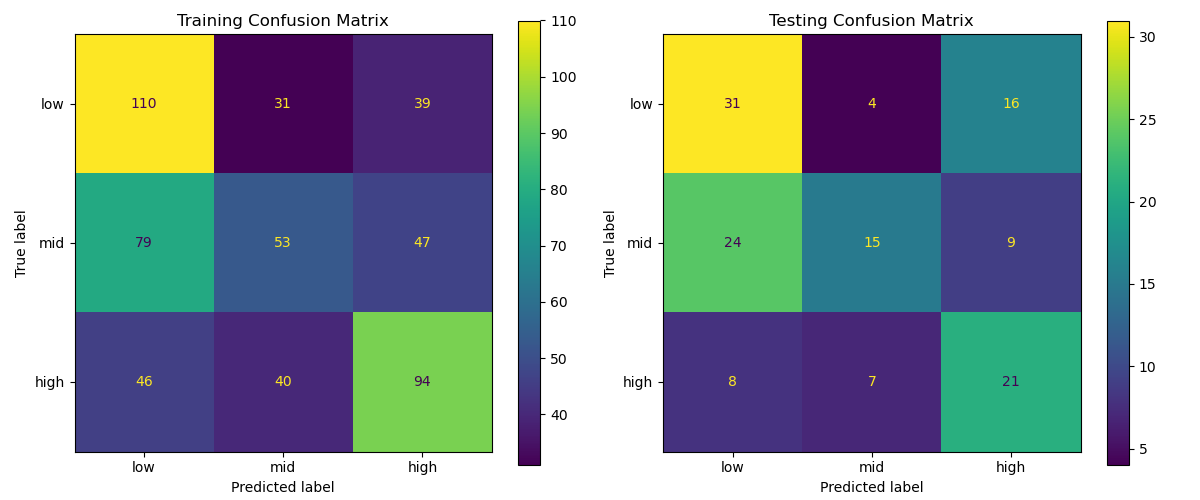 Training Confusion Matrix
low 110 31 39
mid 79 53 47
high 46 40 94
low mid high
Predicted label
True label
110
100
90
80
70
60
50
40
Testing Confusion Matrix
low 31 4 16
mid 24 15 9
high 8 7 21
low mid high
Predicted label
True label
30
25
20
15
10
5